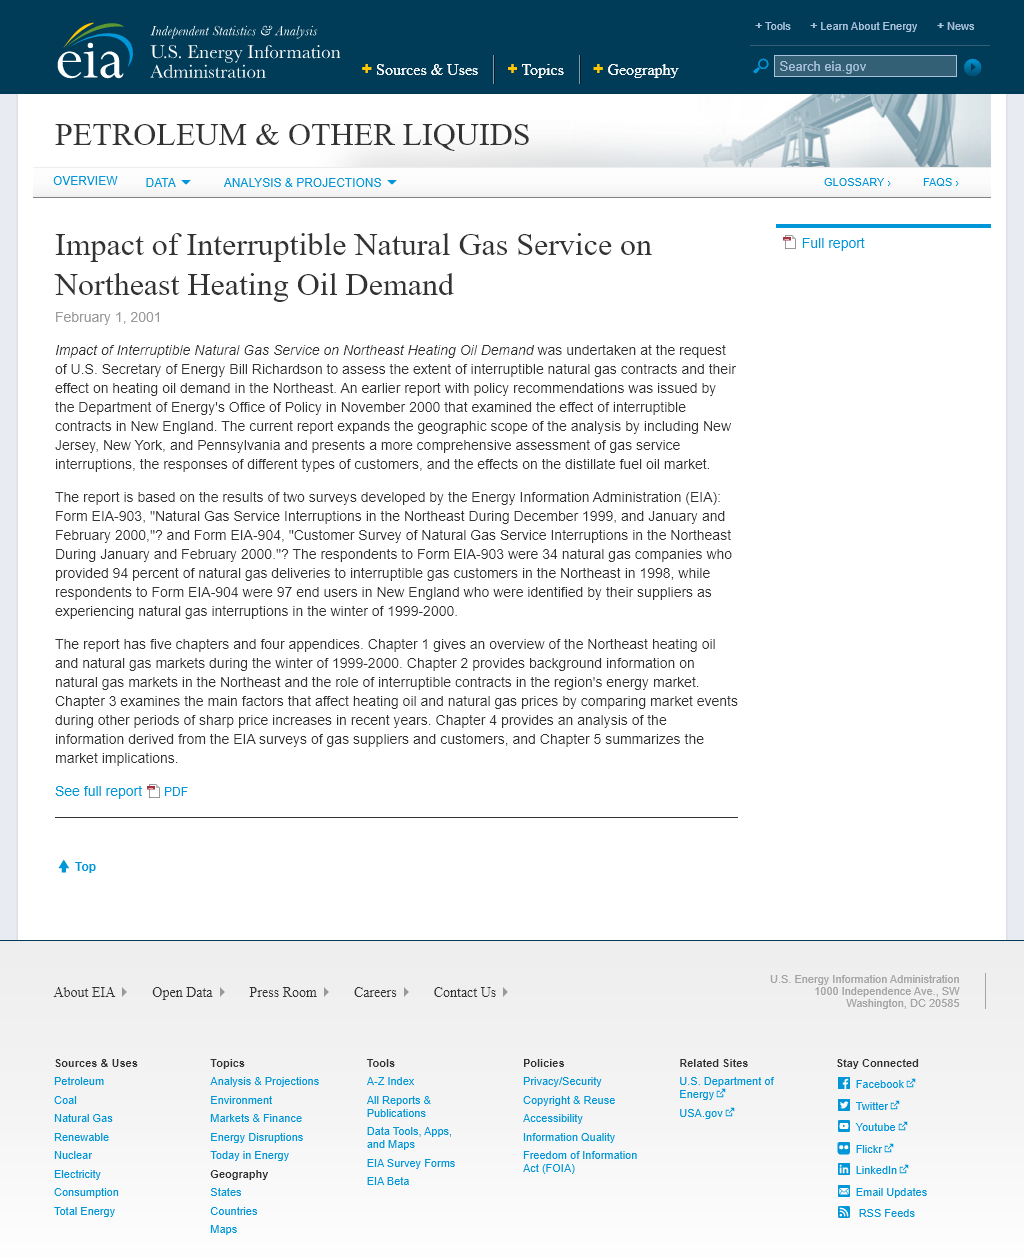 eia
Independent Statistics & Analysis
U.S. Energy Information
Administration
+ Sources & Uses
+ Topics
+ Geography
+ Tools
+ Learn About Energy
+ News
Search eia.gov
PETROLEUM & OTHER LIQUIDS
OVERVIEW
DATA
ANALYSIS & PROJECTIONS
GLOSSARY ›
FAQS ›
Impact of Interruptible Natural Gas Service on
Northeast Heating Oil Demand
February 1, 2001
Impact of Interruptible Natural Gas Service on Northeast Heating Oil Demand was undertaken at the request
of U.S. Secretary of Energy Bill Richardson to assess the extent of interruptible natural gas contracts and their
effect on heating oil demand in the Northeast. An earlier report with policy recommendations was issued by
the Department of Energy's Office of Policy in November 2000 that examined the effect of interruptible
contracts in New England. The current report expands the geographic scope of the analysis by including New
Jersey, New York, and Pennsylvania and presents a more comprehensive assessment of gas service
interruptions, the responses of different types of customers, and the effects on the distillate fuel oil market.
The report is based on the results of two surveys developed by the Energy Information Administration (EIA):
Form EIA-903, "Natural Gas Service Interruptions in the Northeast During December 1999, and January and
February 2000,"? and Form EIA-904, "Customer Survey of Natural Gas Service Interruptions in the Northeast
During January and February 2000."? The respondents to Form EIA-903 were 34 natural gas companies who
provided 94 percent of natural gas deliveries to interruptible gas customers in the Northeast in 1998, while
respondents to Form EIA-904 were 97 end users in New England who were identified by their suppliers as
experiencing natural gas interruptions in the winter of 1999-2000.
The report has five chapters and four appendices. Chapter 1 gives an overview of the Northeast heating oil
and natural gas markets during the winter of 1999-2000. Chapter 2 provides background information on
natural gas markets in the Northeast and the role of interruptible contracts in the region's energy market.
Chapter 3 examines the main factors that affect heating oil and natural gas prices by comparing market events
during other periods of sharp price increases in recent years. Chapter 4 provides an analysis of the
information derived from the EIA surveys of gas suppliers and customers, and Chapter 5 summarizes the
market implications.
See full report PDF
Full report
Top
About EIA
Open Data
Press Room
Careers
Contact Us
U.S. Energy Information Administration
1000 Independence Ave., SW
Washington, DC 20585
Sources & Uses
Petroleum
Coal
Natural Gas
Renewable
Nuclear
Electricity
Consumption
Total Energy
Topics
Analysis & Projections
Environment
Markets & Finance
Energy Disruptions
Today in Energy
Geography
States
Countries
Maps
Tools
A-Z Index
All Reports &
Publications
Data Tools, Apps,
and Maps
EIA Survey Forms
EIA Beta
Policies
Privacy/Security
Copyright & Reuse
Accessibility
Information Quality
Freedom of Information
Act (FOIA)
Related Sites
U.S. Department of
Energy
USA.gov
Stay Connected
Facebook
Twitter
Youtube
Flickr
LinkedIn
Email Updates
RSS Feeds